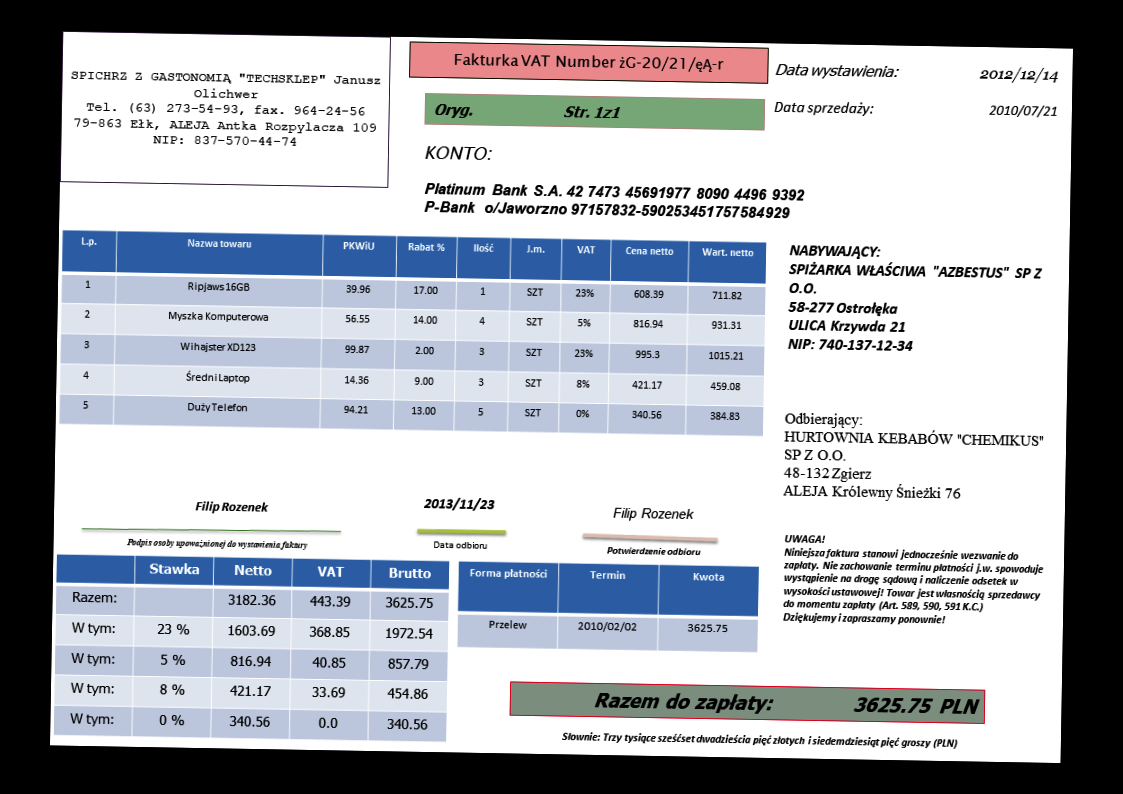 SPICHRZ Z GASTONOMIĄ "TECHSKLEP" Janusz
Olichwer
Tel. (63) 273-54-93, fax. 964-24-56
79-863 Ełk, ALEJA Antka Rozpylacza 109
NIP: 837-570-44-74
Fakturka VAT Number żG-20/21/ęĄ-r
Oryg. Str. 1z1
Data wystawienia: 2012/12/14
Data sprzedaży: 2010/07/21
KONTO:
Platinum Bank S.A. 42 7473 45691977 8090 4496 9392
P-Bank o/Jaworzno 97157832-590253451757584929
L.p. Nazwa towaru PKWiU Rabat % Ilość J.m. VAT Cena netto Wart. netto
1 Ripjaws16GB 39.96 17.00 1 SZT 23% 608.39 711.82
2 Myszka Komputerowa 56.55 14.00 4 SZT 5% 816.94 931.31
3 Wihajster XD123 99.87 2.00 3 SZT 23% 995.3 1015.21
4 Średni Laptop 14.36 9.00 3 SZT 8% 421.17 459.08
5 Duży Telefon 94.21 13.00 5 SZT 0% 340.56 384.83
NABYWAJĄCY:
SPIŻARKA WŁAŚCIWA "AZBESTUS" SP Z
O.O.
58-277 Ostrołęka
ULICA Krzywda 21
NIP: 740-137-12-34
Odbierający:
HURTOWNIA KEBABÓW "CHEMIKUS"
SP Z O.O.
48-132 Zgierz
ALEJA Królewny Śnieżki 76
Filip Rozenek
Podpis osoby upoważnionej do wystawienia faktury
2013/11/23
Data odbioru
Filip Rozenek
Potwierdzenie odbioru
UWAGA!
Niniejsza faktura stanowi jednocześnie wezwanie do
zapłaty. Nie zachowanie terminu płatności j.w. spowoduje
wystąpienie na drogę sądową i naliczenie odsetek w
wysokości ustawowej! Towar jest własnością sprzedawcy
do momentu zapłaty (Art. 589, 590, 591 K.C.)
Dziękujemy i zapraszamy ponownie!
Stawka Netto VAT Brutto
Razem: 3182.36 443.39 3625.75
W tym: 23 % 1603.69 368.85 1972.54
W tym: 5 % 816.94 40.85 857.79
W tym: 8 % 421.17 33.69 454.86
W tym: 0 % 340.56 0.0 340.56
Forma płatności Termin Kwota
Przelew 2010/02/02 3625.75
Razem do zapłaty: 3625.75 PLN
Słownie: Trzy tysiące sześćset dwadzieścia pięć złotych i siedemdziesiąt pięć groszy (PLN)